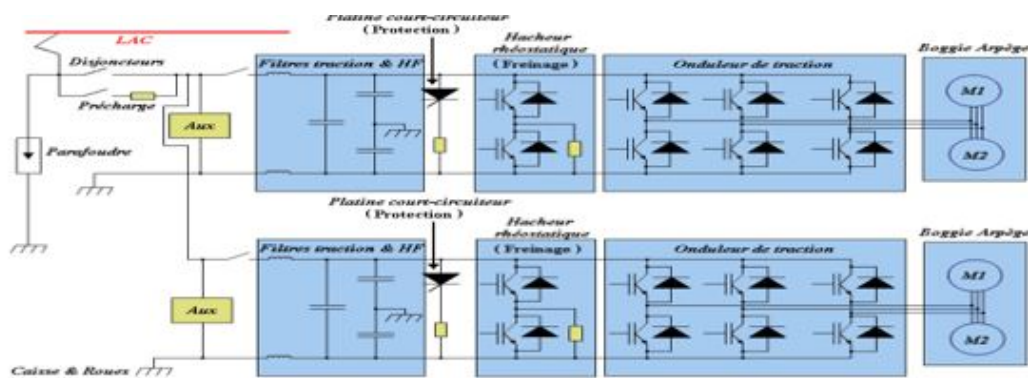 Platine court-circuiteur
( Protection )
LAC
Hacheur
rhéostatique
(Freinage)
Boggie Arpège
Disjoncteurs
Filtres traction & HF
Onduleur de traction
Précharge
M1
Aux
Parafoudre
M2
Platine court-circuiteur
( Protection )
Hacheur
rhéostatique
( Freinage )
Boggie Arpège
Filtres traction & HF
Onduleur de traction
M1
Aux
M2
Caisse & Roues